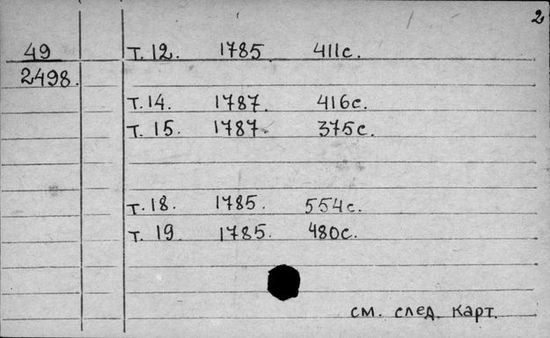 2
49 т. 12. 1785 411с.
2498.
т. 14. 1787. 416с.
т. 15. 1787. 375с.
т. 18. 1785. 554с.
т. 19 1785. 480с.
см. след. карт.